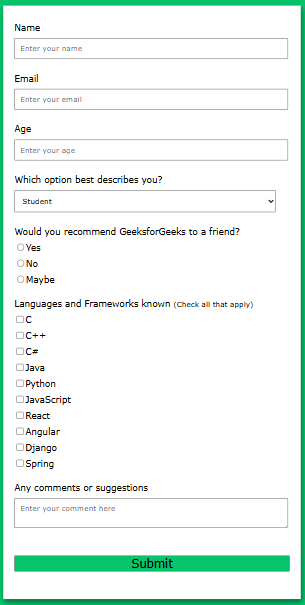 Name
Enter your name
Email
Enter your email
Age
Enter your age
Which option best describes you?
Student
Would you recommend GeeksforGeeks to a friend?
Yes
No
Maybe
Languages and Frameworks known (Check all that apply)
C
C++
C#
Java
Python
JavaScript
React
Angular
Django
Spring
Any comments or suggestions
Enter your comment here
Submit